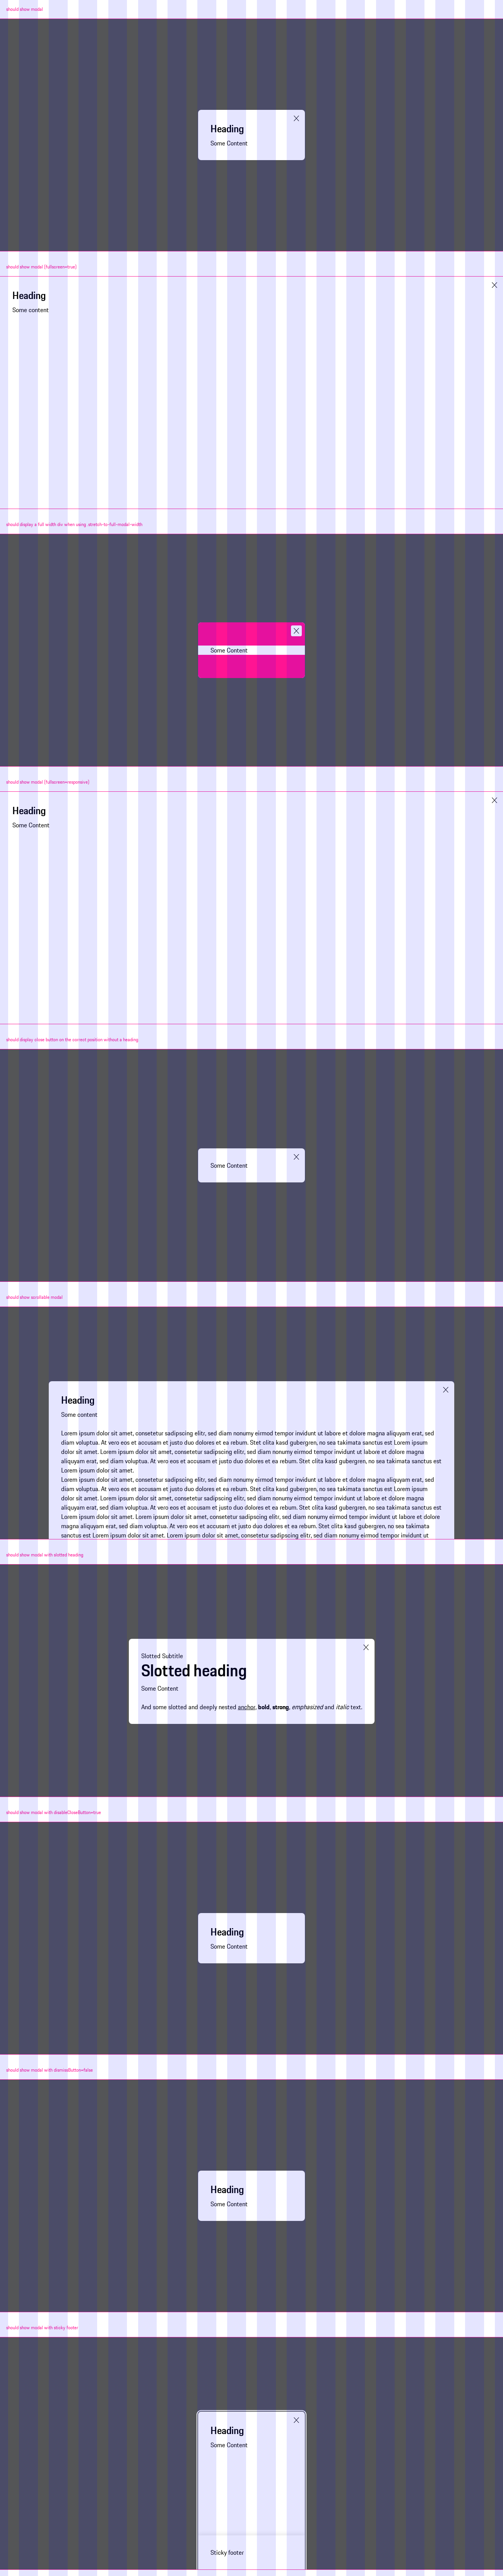 should show modal
Heading
Some Content
should show modal (fullscreen=true)
Heading
Some content
should display a full width div when using .stretch-to-full-modal-width
Some Content
should show modal (fullscreen=responsive)
Heading
Some Content
should display close button on the correct position without a heading
Some Content
should show scrollable modal
Heading
Some content
Lorem ipsum dolor sit amet, consetetur sadipscing elitr, sed diam nonumy eirmod tempor invidunt ut labore et dolore magna aliquyam erat, sed
diam voluptua. At vero eos et accusam et justo duo dolores et ea rebum. Stet clita kasd gubergren, no sea takimata sanctus est Lorem ipsum
dolor sit amet. Lorem ipsum dolor sit amet, consetetur sadipscing elitr, sed diam nonumy eirmod tempor invidunt ut labore et dolore magna
aliquyam erat, sed diam voluptua. At vero eos et accusam et justo duo dolores et ea rebum. Stet clita kasd gubergren, no sea takimata sanctus est
Lorem ipsum dolor sit amet.
Lorem ipsum dolor sit amet, consetetur sadipscing elitr, sed diam nonumy eirmod tempor invidunt ut labore et dolore magna aliquyam erat, sed
diam voluptua. At vero eos et accusam et justo duo dolores et ea rebum. Stet clita kasd gubergren, no sea takimata sanctus est Lorem ipsum
dolor sit amet. Lorem ipsum dolor sit amet, consetetur sadipscing elitr, sed diam nonumy eirmod tempor invidunt ut labore et dolore magna
aliquyam erat, sed diam voluptua. At vero eos et accusam et justo duo dolores et ea rebum. Stet clita kasd gubergren, no sea takimata sanctus est
Lorem ipsum dolor sit amet. Lorem ipsum dolor sit amet, consetetur sadipscing elitr, sed diam nonumy eirmod tempor invidunt ut labore et dolore
magna aliquyam erat, sed diam voluptua. At vero eos et accusam et justo duo dolores et ea rebum. Stet clita kasd gubergren, no sea takimata
sanctus est Lorem ipsum dolor sit amet. Lorem ipsum dolor sit amet, consetetur sadipscing elitr, sed diam nonumy eirmod tempor invidunt ut
should show modal with slotted heading
Slotted Subtitle
Slotted heading
Some Content
And some slotted and deeply nested anchor, bold, strong, emphasized and italic text.
should show modal with disableCloseButton=true
Heading
Some Content
should show modal with dismissButton=false
Heading
Some Content
should show modal with sticky footer
Heading
Some Content
Sticky footer